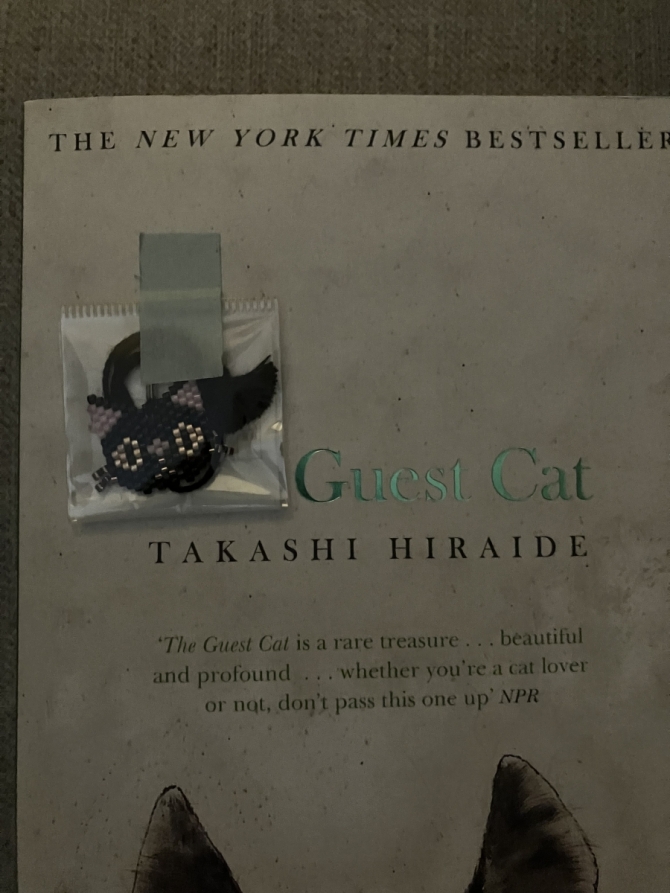 THE NEW YORK TIMES BESTSELLER
Guest Cat
TAKASHI HIRAIDE
‘The Guest Cat is a rare treasure . . . beautiful
and profound . . . whether you’re a cat lover
or not, don’t pass this one up’ NPR